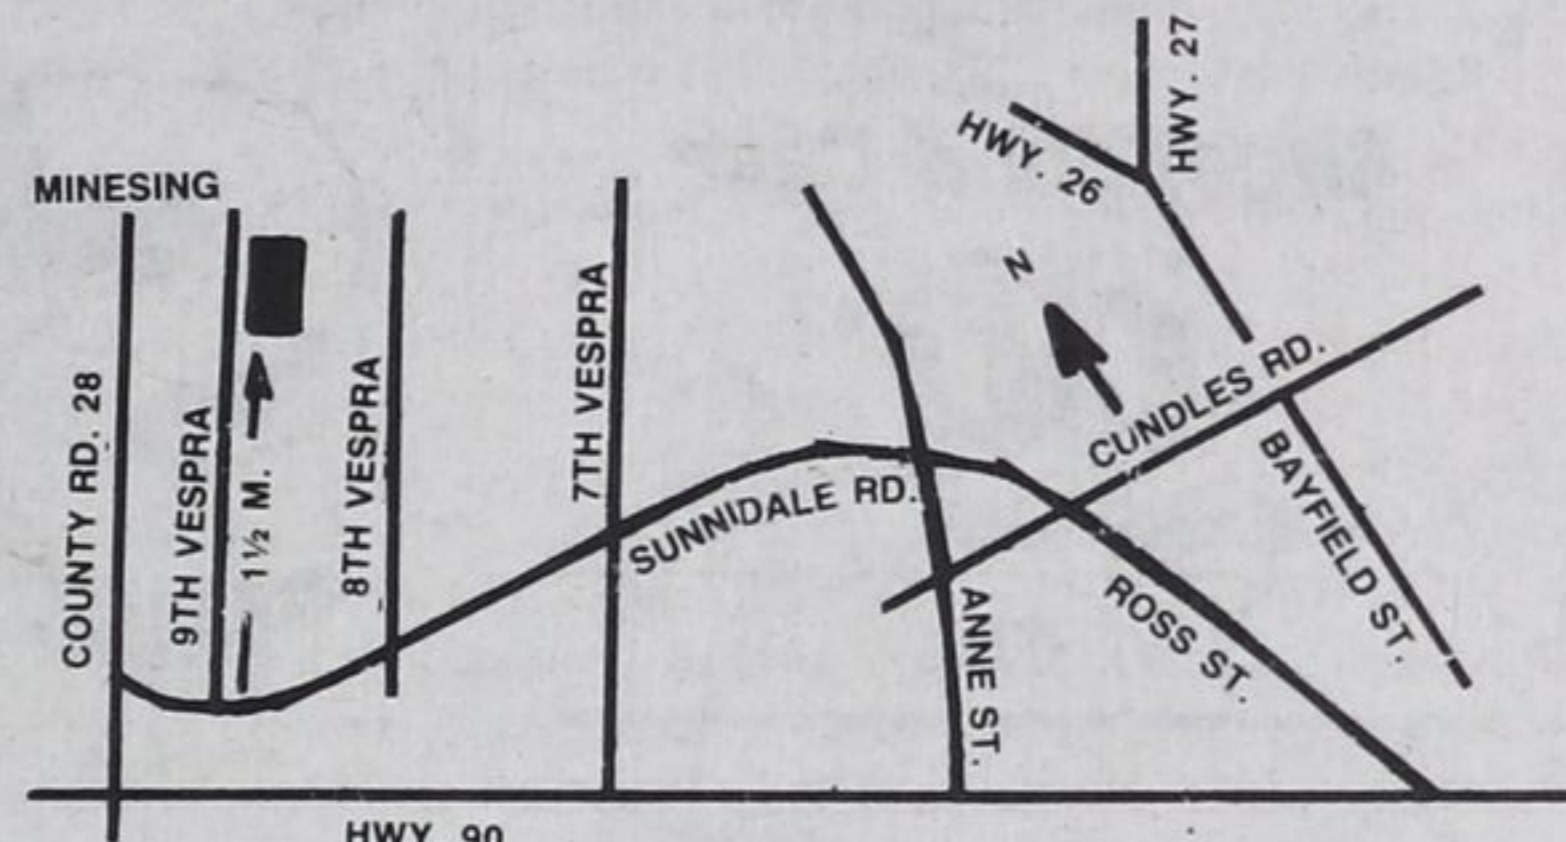 HWY. 27
HWY. 26
MINESING
N
COUNTY RD. 28
9TH VESPRA
1½ M.
8TH VESPRA
7TH VESPRA
SUNNIDALE RD.
CUNDLES RD.
BAYFIELD ST.
ROSS ST.
ANNE ST.
HWY. 90